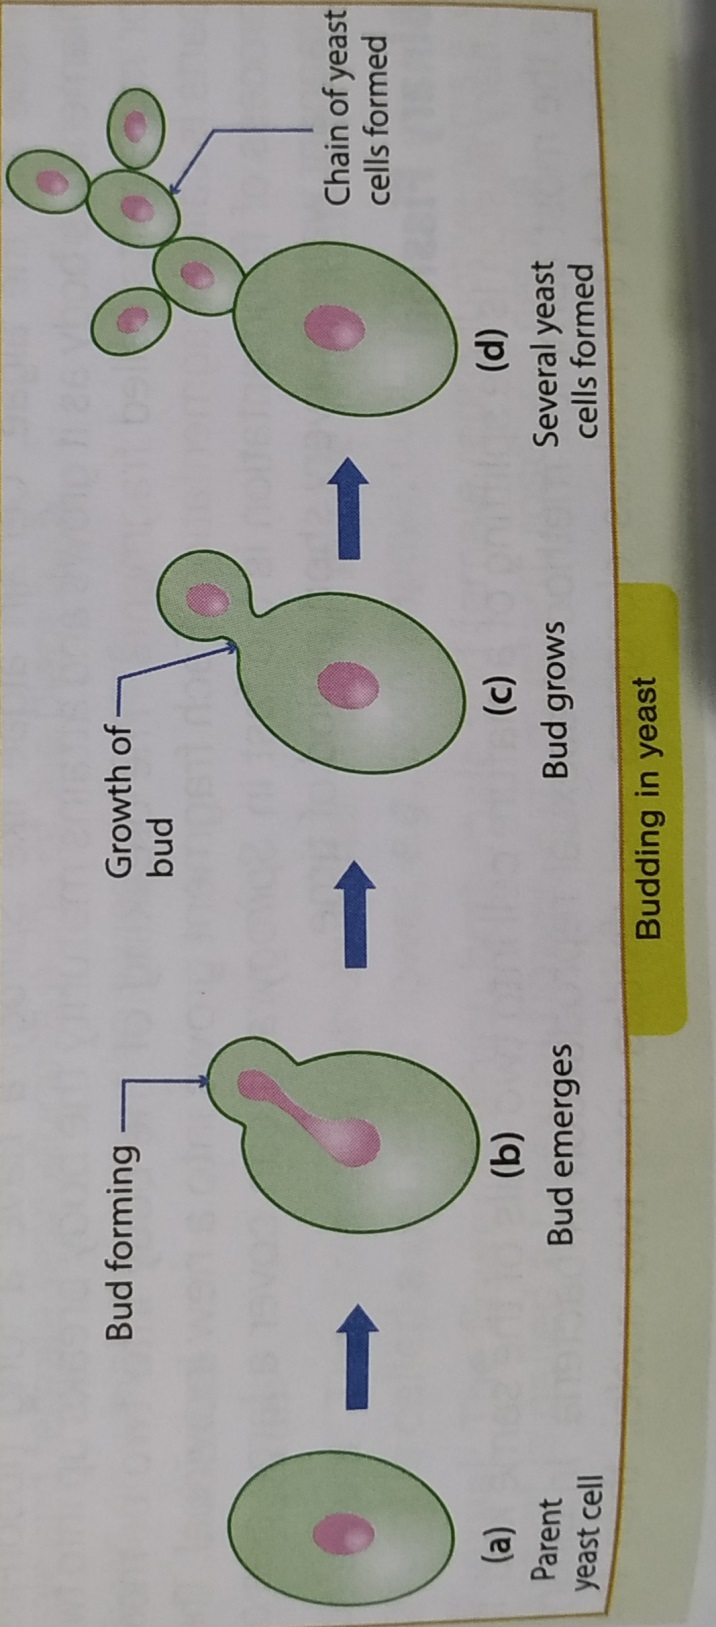 Bud forming
Growth of
bud
Chain of yeast
cells formed
(a)
Parent
yeast cell
(b)
Bud emerges
(c)
Bud grows
(d)
Several yeast
cells formed
Budding in yeast